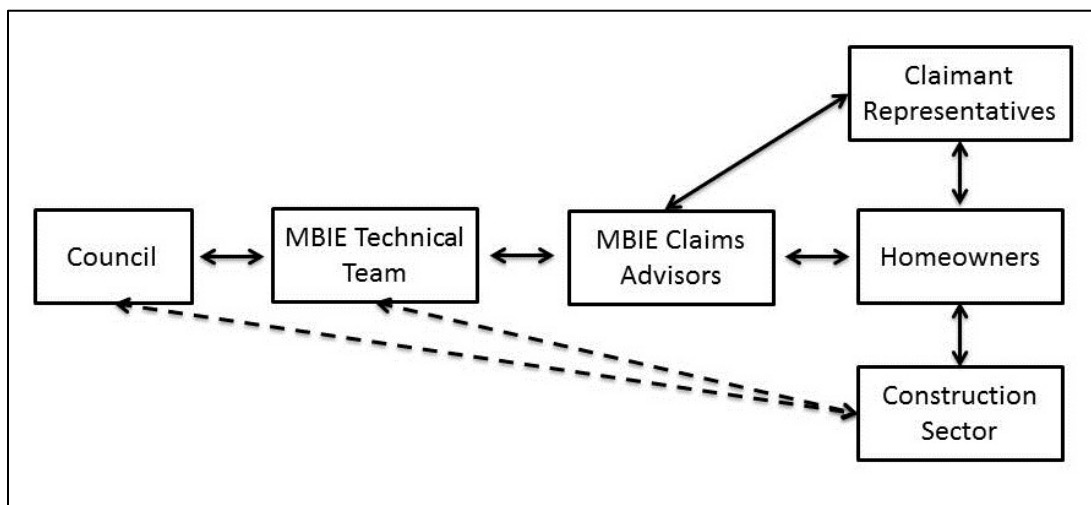 Claimant
Representatives
Council
MBIE Technical
Team
MBIE Claims
Advisors
Homeowners
Construction
Sector